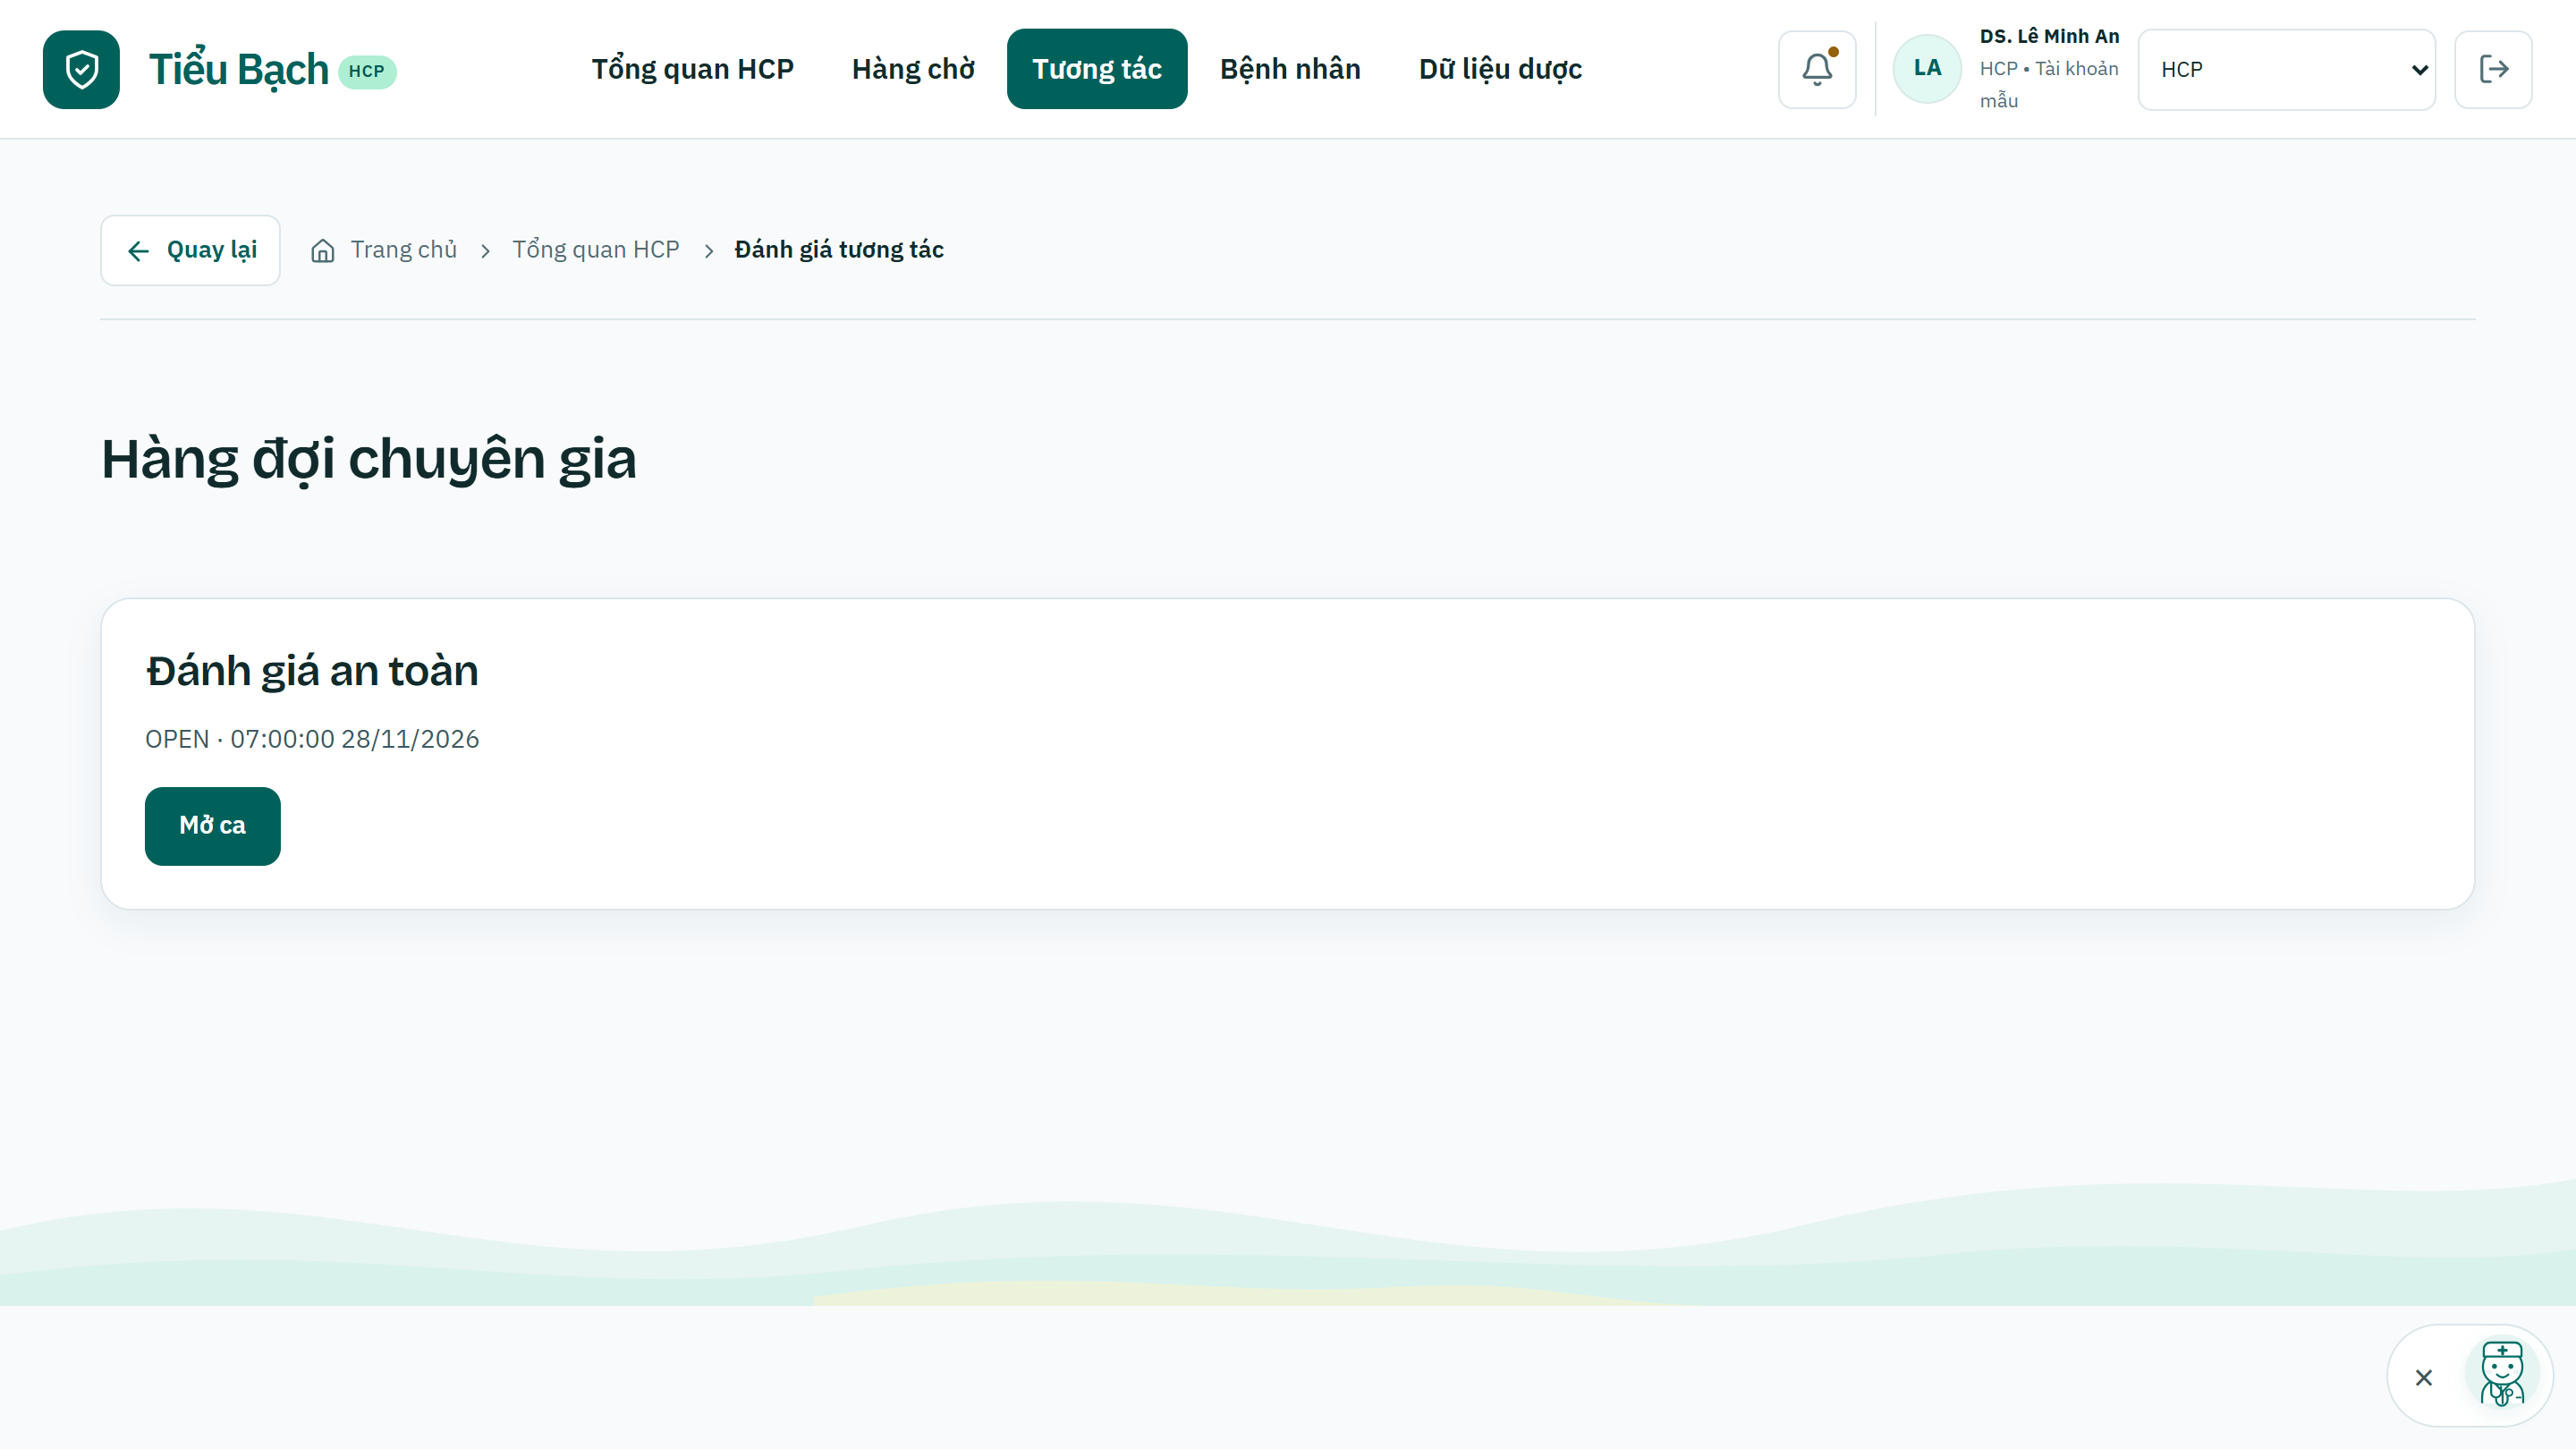 Tiểu Bạch HCP
Tổng quan HCP
Hàng chờ
Tương tác
Bệnh nhân
Dữ liệu dược
LA
DS. Lê Minh An
HCP • Tài khoản
mẫu
HCP
Quay lại
Trang chủ
Tổng quan HCP
Đánh giá tương tác
Hàng đợi chuyên gia
Đánh giá an toàn
OPEN · 07:00:00 28/11/2026
Mở ca